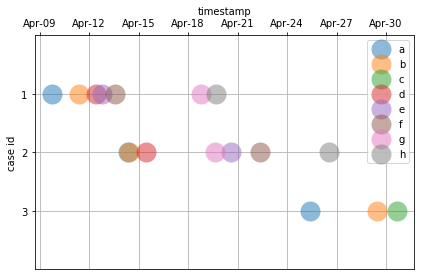 timestamp
Apr-09 Apr-12 Apr-15 Apr-18 Apr-21 Apr-24 Apr-27 Apr-30
a
b
c
d
e
f
g
h
1
case id
2
3